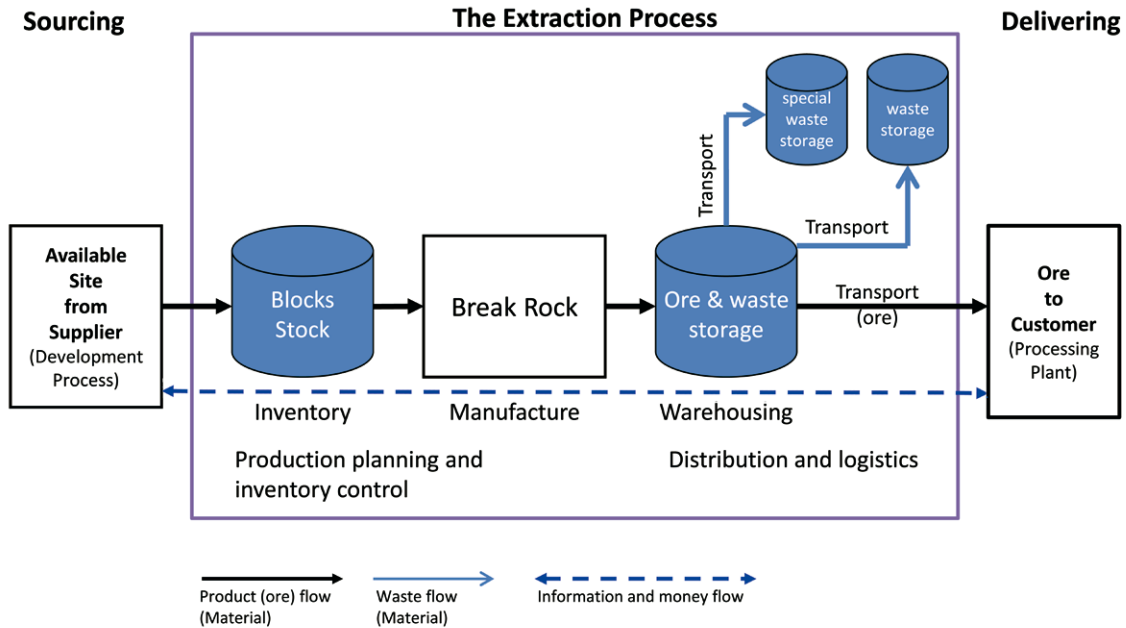 Sourcing
The Extraction Process
Delivering
special
waste
storage
waste
storage
Transport
Transport
Available
Site
from
Supplier
(Development
Process)
Blocks
Stock
Break Rock
Ore & waste
storage
Transport
(ore)
Ore
to
Customer
(Processing
Plant)
Inventory
Manufacture
Warehousing
Production planning and
inventory control
Distribution and logistics
Product (ore) flow
(Material)
Waste flow
(Material)
Information and money flow